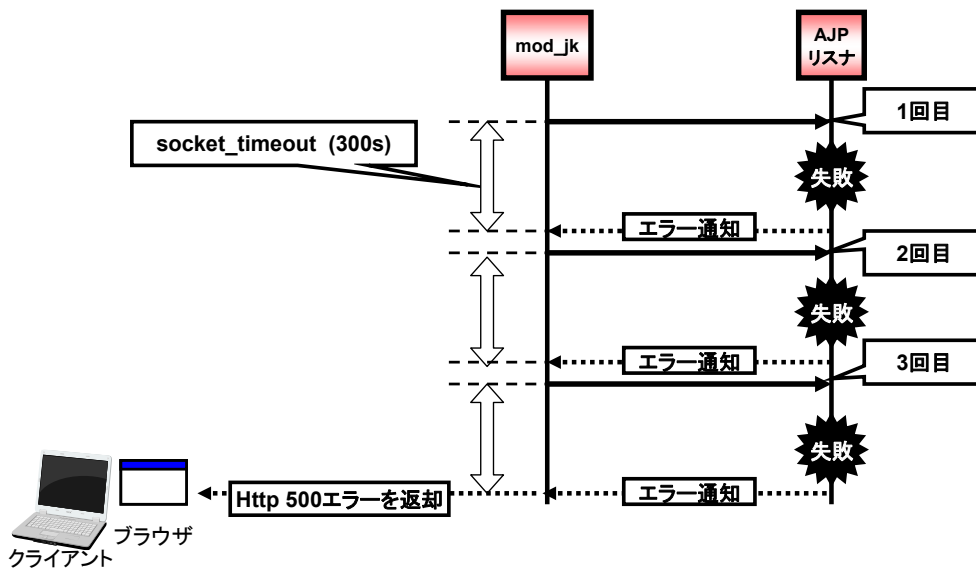 mod_jk
AJP
リスナ
1回目
socket_timeout (300s)
失敗
エラー通知
2回目
失敗
エラー通知
3回目
失敗
Http 500エラーを返却
エラー通知
ブラウザ
クライアント